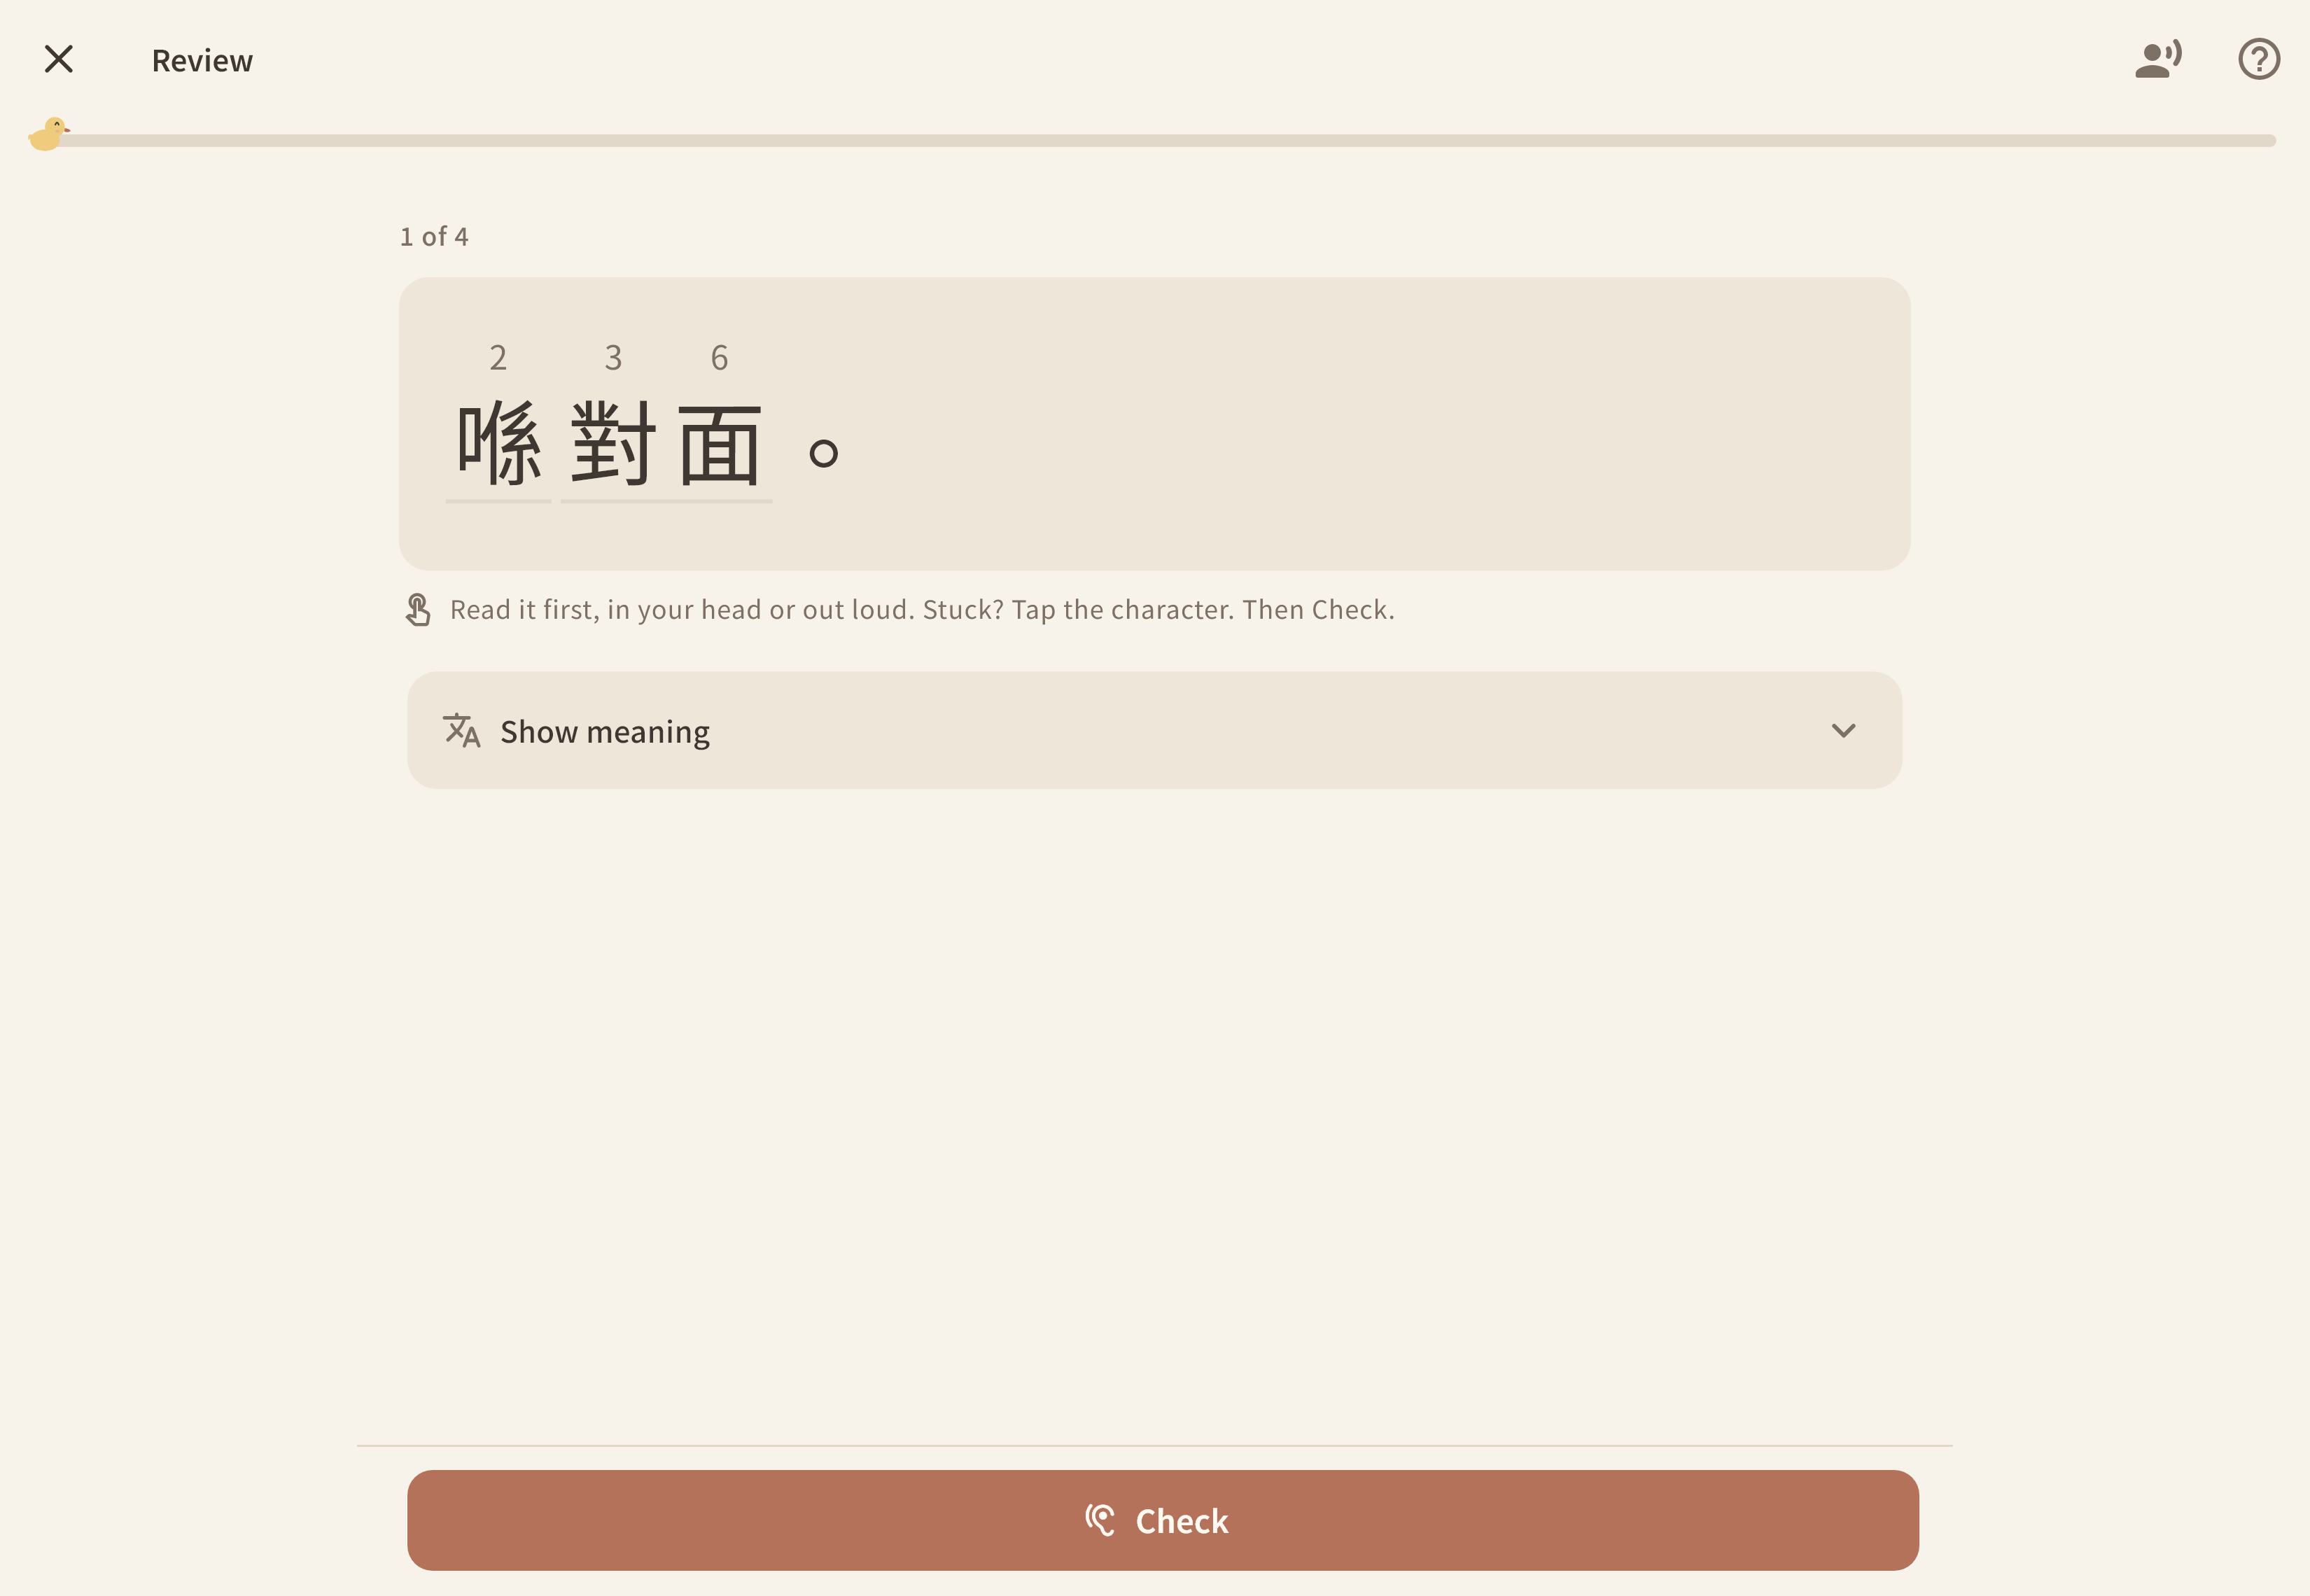 Review
1 of 4
2 3 6
喺對面。
Read it first, in your head or out loud. Stuck? Tap the character. Then Check.
Show meaning
Check